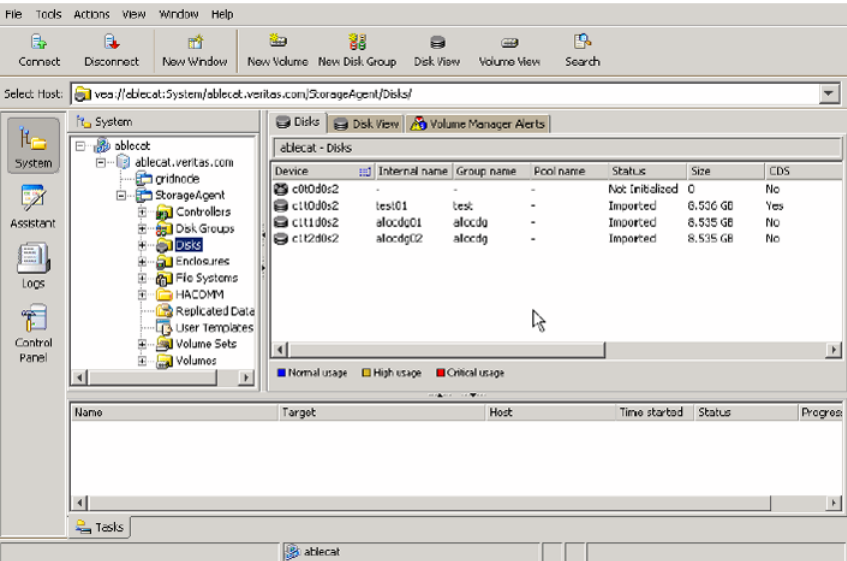 File Tools Actions View Window Help
Connect Disconnect New Window New Volume New Disk Group Disk View Volume View Search
Select Host: vea://ablecat:System/ablecat.veritas.com/StorageAgent/Disks/
System
Assistant
Logs
Control
Panel
System
ablecat
ablecat.veritas.com
gridnode
StorageAgent
Controllers
Disk Groups
Disks
Enclosures
File Systems
HACOMM
Replicated Data
User Templates
Volume Sets
Volumes
Disks Disk View Volume Manager Alerts
ablecat - Disks
Device Internal name Group name Pool name Status Size CDS
c0t0d0s2 - - - Not Initialized 0 No
c1t0d0s2 test01 test - Imported 8.536 GB Yes
c1t1d0s2 alocdg01 alocdg - Imported 8.535 GB No
c1t2d0s2 alocdg02 alocdg - Imported 8.535 GB No
Normal usage High usage Critical usage
Name Target Host Time started Status Progres
Tasks
ablecat